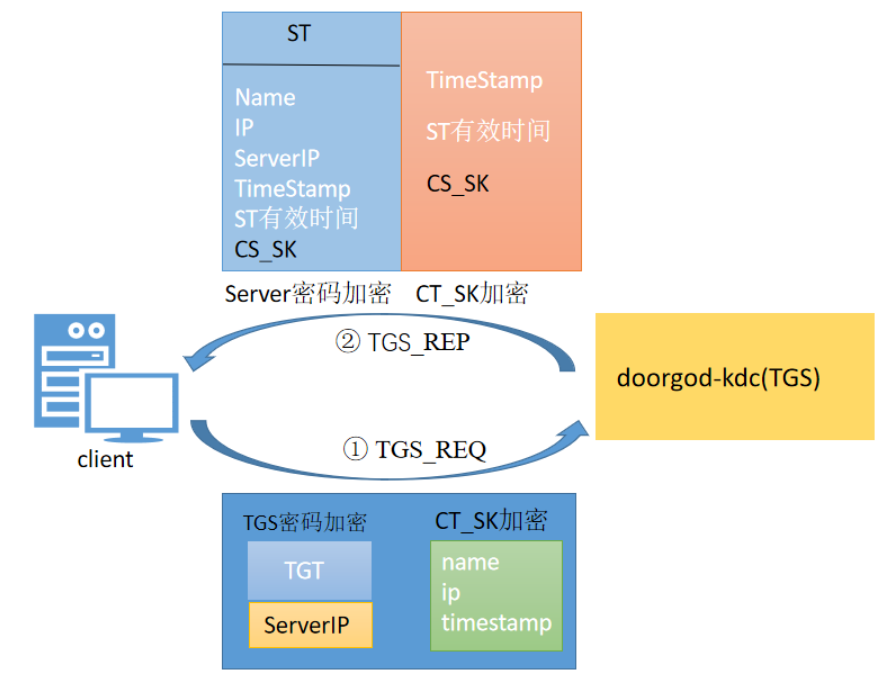 ST
Name
IP
ServerIP
TimeStamp
ST有效时间
CS_SK
TimeStamp
ST有效时间
CS_SK
Server密码加密
CT_SK加密
② TGS_REP
doorgod-kdc(TGS)
client
① TGS_REQ
TGS密码加密
TGT
ServerIP
CT_SK加密
name
ip
timestamp